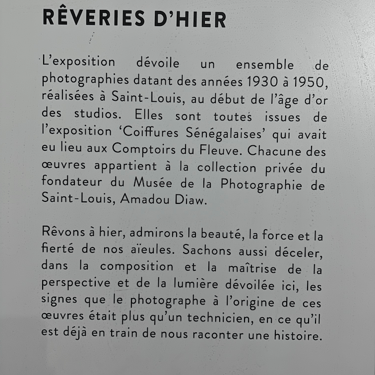 RÊVERIES D'HIER
L'exposition dévoile un ensemble de
photographies datant des années 1930 à 1950,
réalisées à Saint-Louis, au début de l'âge d'or
des studios. Elles sont toutes issues de
l'exposition ‘Coiffures Sénégalaises’ qui avait
eu lieu aux Comptoirs du Fleuve. Chacune des
œuvres appartient à la collection privée du
fondateur du Musée de la Photographie de
Saint-Louis, Amadou Diaw.
Rêvons à hier, admirons la beauté, la force et la
fierté de nos aïeules. Sachons aussi déceler,
dans la composition et la maîtrise de la
perspective et de la lumière dévoilée ici, les
signes que le photographe à l'origine de ces
œuvres était plus qu'un technicien, en ce qu'il
est déjà en train de nous raconter une histoire.